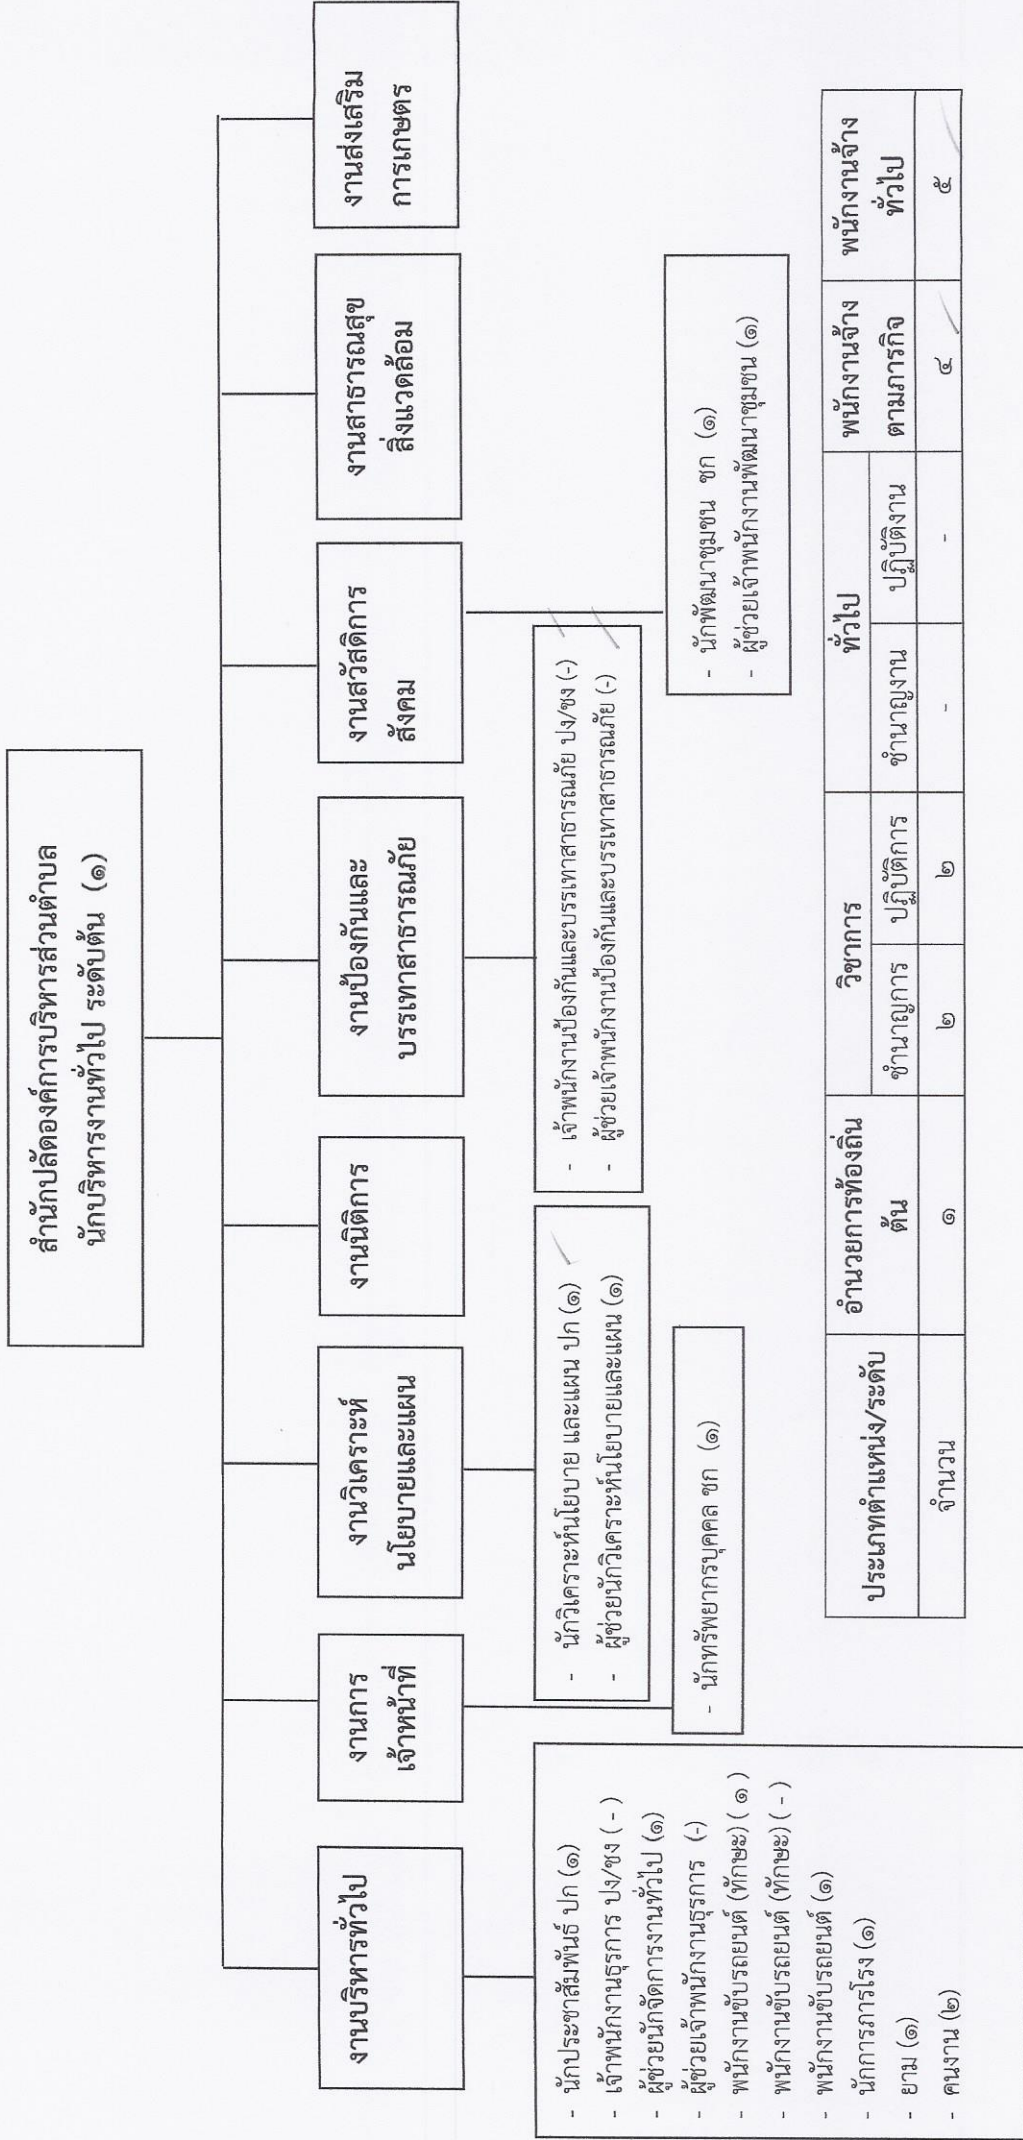 สำนักปลัดองค์การบริหารส่วนตำบล
นักบริหารงานทั่วไป ระดับต้น (๑)
งานบริหารทั่วไป
งานการ
เจ้าหน้าที่
งานวิเคราะห์
นโยบายและแผน
งานนิติการ
งานป้องกันและ
บรรเทาสาธารณภัย
งานสวัสดิการ
สังคม
งานสาธารณสุข
สิ่งแวดล้อม
งานส่งเสริม
การเกษตร
- นักประชาสัมพันธ์ ปก (๑)
- เจ้าพนักงานธุรการ ปง/ชง ( - )
- ผู้ช่วยนักจัดการงานทั่วไป (๑)
- ผู้ช่วยเจ้าพนักงานธุรการ (-)
- พนักงานขับรถยนต์ (ทักษะ) ( ๑ )
- พนักงานขับรถยนต์ (ทักษะ) ( - )
- พนักงานขับรถยนต์ (๑)
- นักการภารโรง (๑)
- ยาม (๑)
- คนงาน (๒)
- นักทรัพยากรบุคคล ชก (๑)
- นักวิเคราะห์นโยบาย และแผน ปก (๑)
- ผู้ช่วยนักวิเคราะห์นโยบายและแผน (๑)
- เจ้าพนักงานป้องกันและบรรเทาสาธารณภัย ปง/ชง (-)
- ผู้ช่วยเจ้าพนักงานป้องกันและบรรเทาสาธารณภัย (-)
- นักพัฒนาชุมชน ชก (๑)
- ผู้ช่วยเจ้าพนักงานพัฒนาชุมชน (๑)
ประเภทตำแหน่ง/ระดับ อำนวยการท้องถิ่น วิชาการ ทั่วไป พนักงานจ้าง พนักงานจ้าง
ต้น ชำนาญการ ปฏิบัติการ ชำนาญงาน ปฏิบัติงาน ตามภารกิจ ทั่วไป
จำนวน ๑ ๒ ๒ - - ๔ ๕